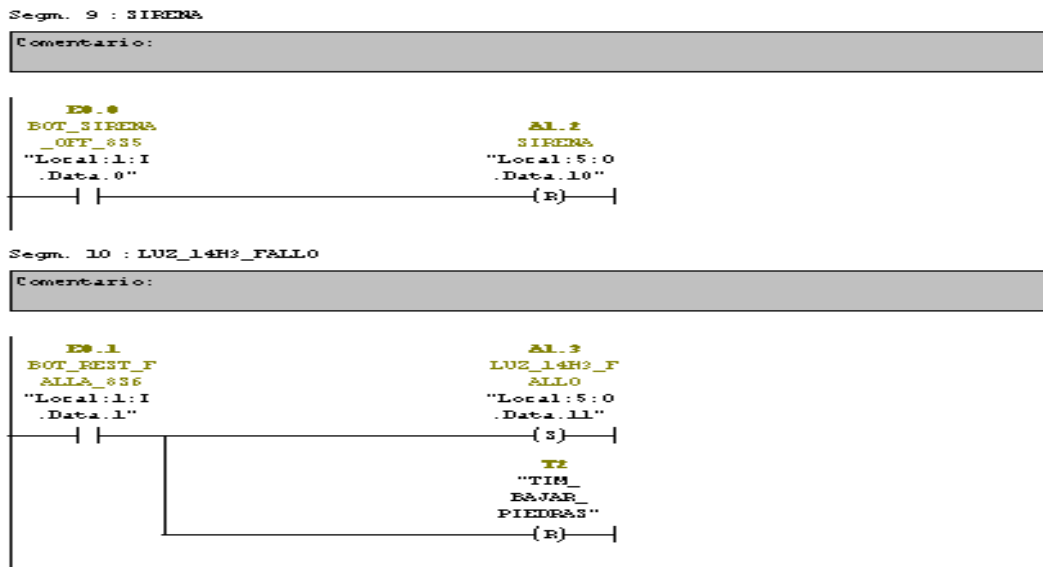 Segm. 9 : SIRENA
Comentario:
E0.0
BOT_SIRENA
_OFF_835
"Local:1:I
.Data.0"
A1.2
SIRENA
"Local:5:O
.Data.10"
(R)
Segm. 10 : LUZ_14H3_FALLO
Comentario:
E0.1
BOT_REST_F
ALLA_836
"Local:1:I
.Data.1"
A1.3
LUZ_14H3_F
ALLO
"Local:5:O
.Data.11"
(S)
T2
"TIM_
BAJAR_
PIEDRAS"
(R)